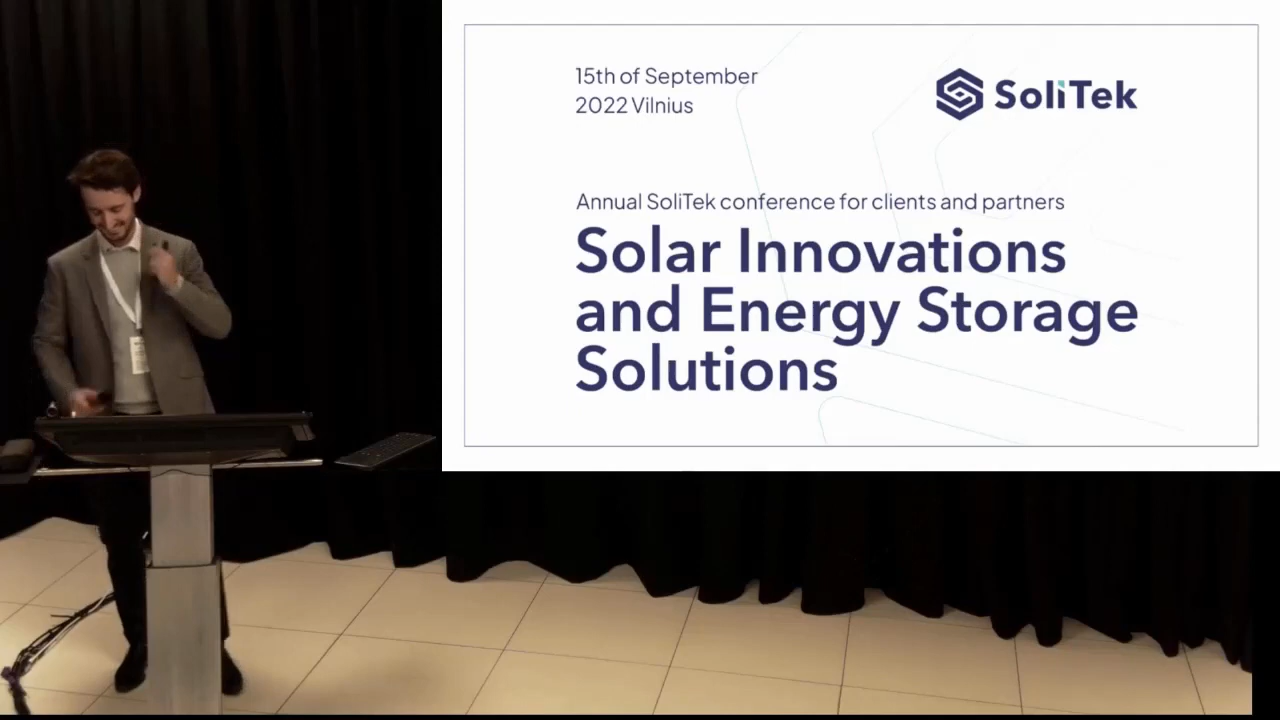 15th of September
2022 Vilnius
SoliTek
Annual SoliTek conference for clients and partners
Solar Innovations
and Energy Storage
Solutions